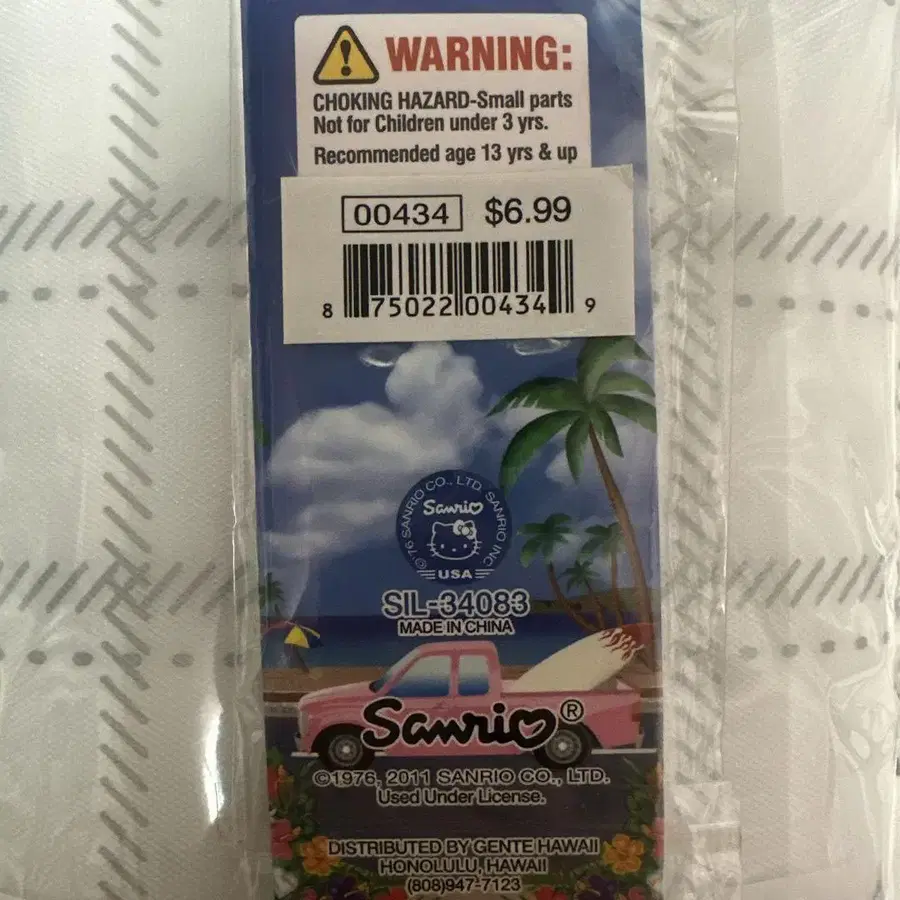 WARNING:
CHOKING HAZARD-Small parts
Not for Children under 3 yrs.
Recommended age 13 yrs & up
00434 $6.99
8 75022 00434 9
©'76 SANRIO CO., LTD. SANRIO INC.
Sanrio
USA
SIL-34083
MADE IN CHINA
Sanrio®
©1976, 2011 SANRIO CO., LTD.
Used Under License.
DISTRIBUTED BY GENTE HAWAII
HONOLULU, HAWAII
(808)947-7123